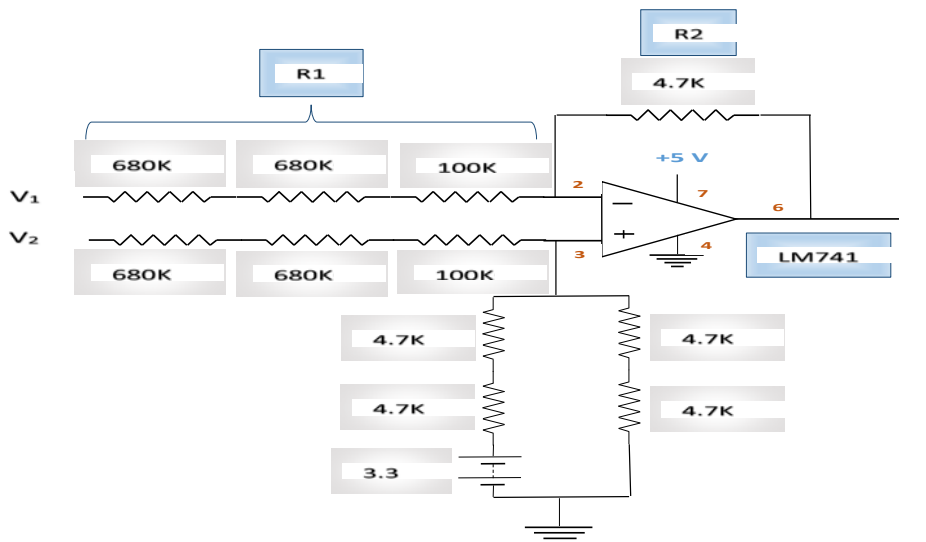 R2
R1
4.7K
680K 680K 100K
+5 V
V₁
2
7
6
V₂
3
4
680K 680K 100K
LM741
4.7K 4.7K
4.7K 4.7K
3.3